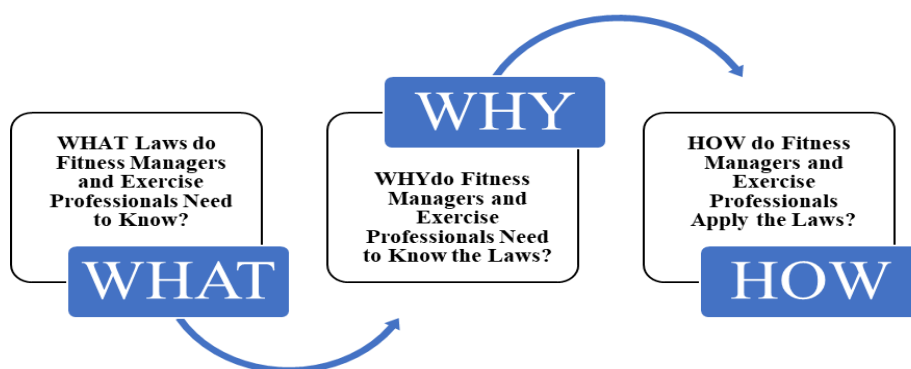 WHAT Laws do
Fitness Managers
and Exercise
Professionals Need
to Know?
WHAT
WHY
WHYdo Fitness
Managers and
Exercise
Professionals Need
to Know the Laws?
HOW do Fitness
Managers and
Exercise
Professionals
Apply the Laws?
HOW